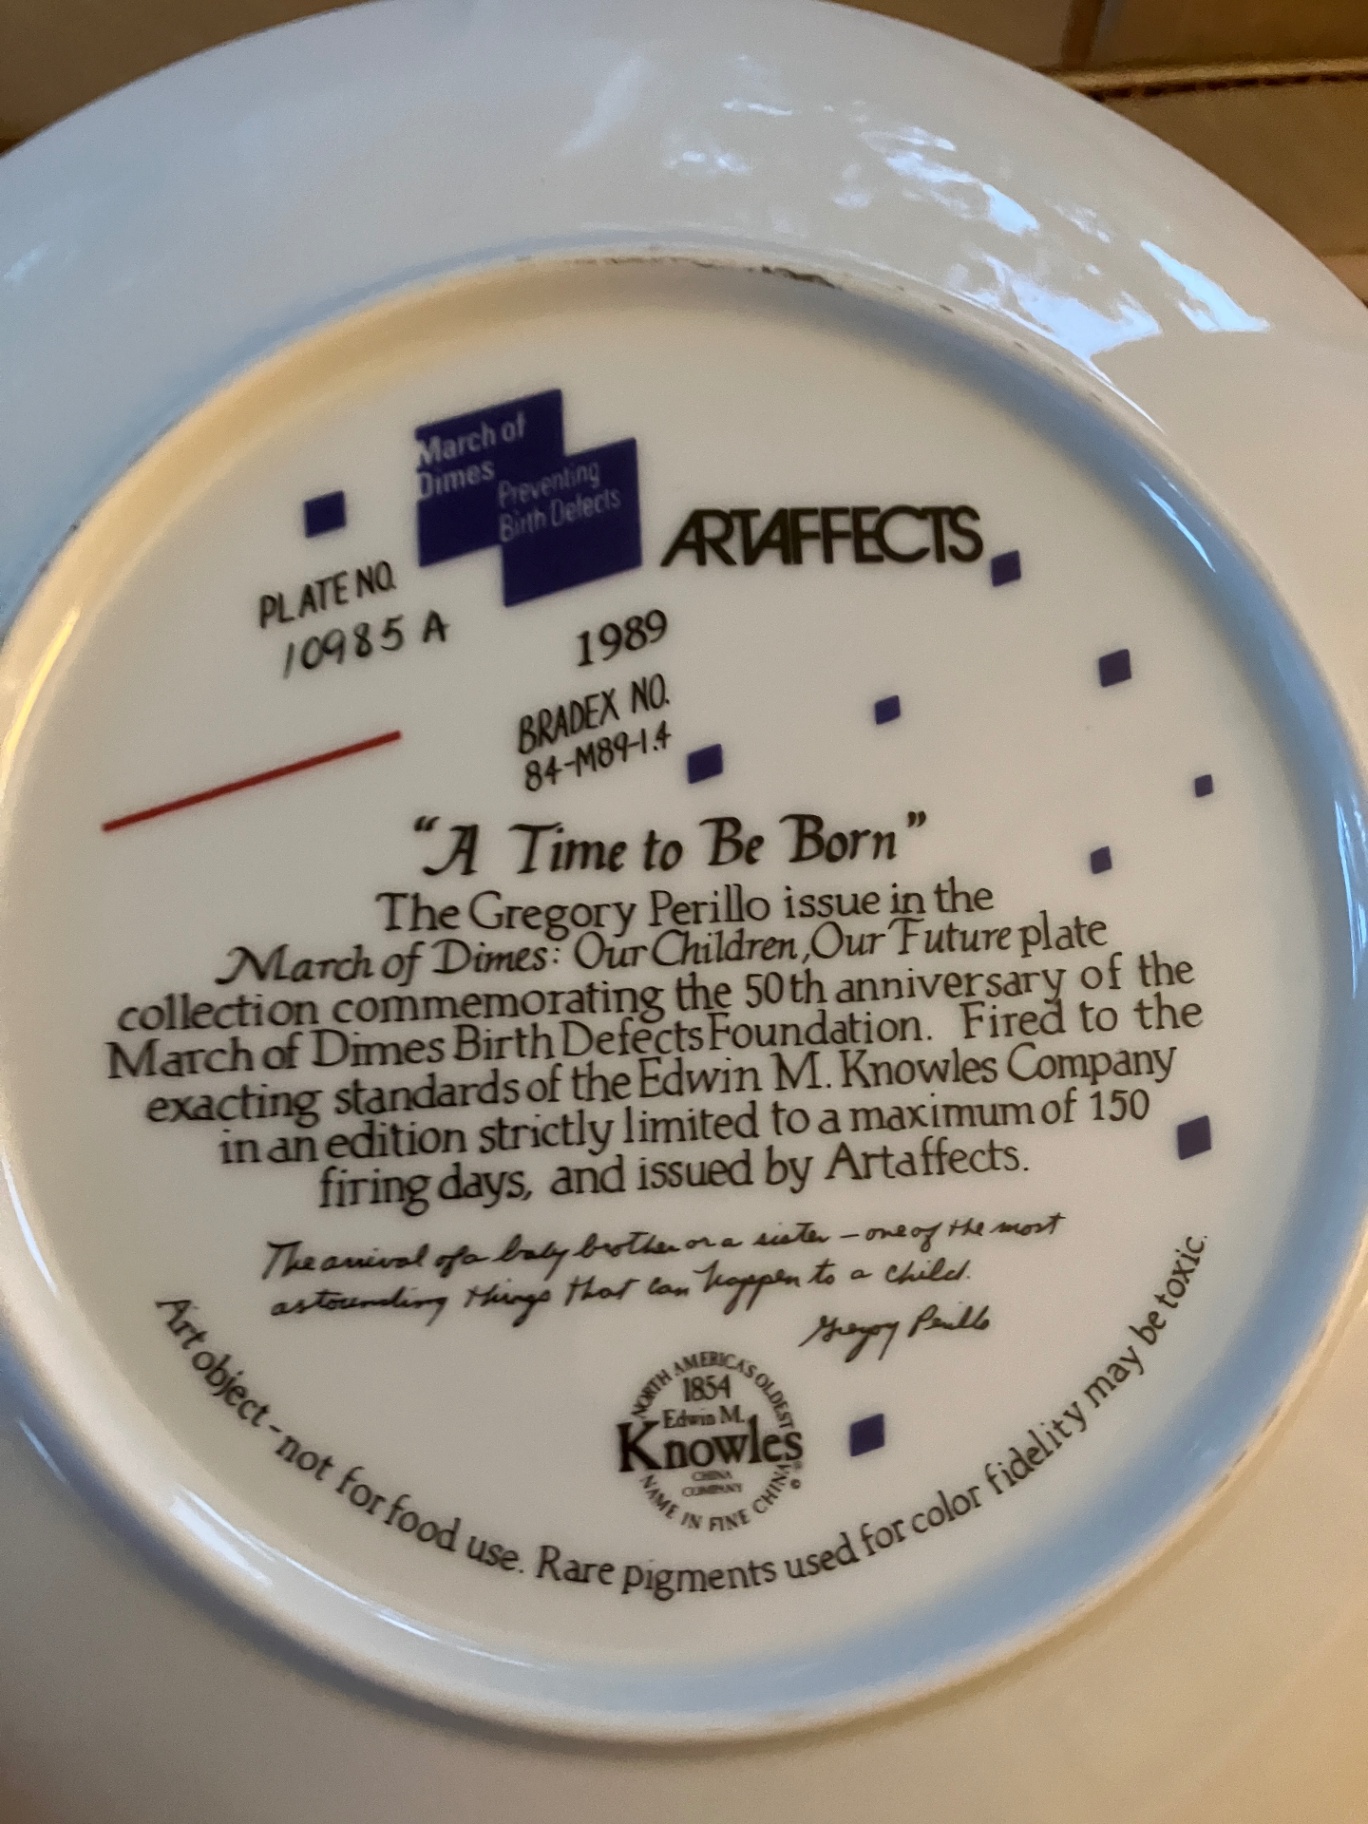 March of
Dimes
Preventing
Birth Defects
ARTAFFECTS
PLATE NO.
10985 A
1989
BRADEX NO.
84-M89-1.4
“A Time to Be Born”
The Gregory Perillo issue in the
March of Dimes: Our Children, Our Future plate
collection commemorating the 50th anniversary of the
March of Dimes Birth Defects Foundation. Fired to the
exacting standards of the Edwin M. Knowles Company
in an edition strictly limited to a maximum of 150
firing days, and issued by Artaffects.
The arrival of a baby brother or a sister – one of the most
astounding things that can happen to a child.
Gregory Perillo
NORTH AMERICA'S OLDEST
1854
Edwin M.
Knowles
CHINA
COMPANY
NAME IN FINE CHINA
® ©
Art object - not for food use. Rare pigments used for color fidelity may be toxic.